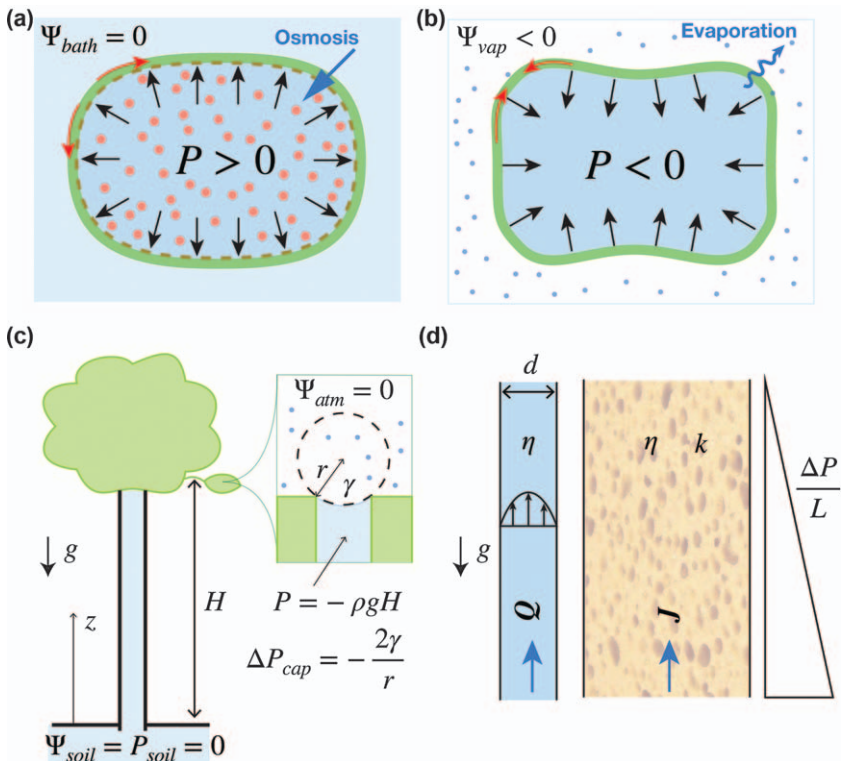 (a)
Ψ_bath = 0
Osmosis
P > 0
(b)
Ψ_vap < 0
Evaporation
P < 0
(c)
Ψ_atm = 0
r
γ
g
z
H
P = − ρgH
ΔP_cap = − 2γ/r
Ψ_soil = P_soil = 0
(d)
d
η
η k
ΔP/L
g
Q
J